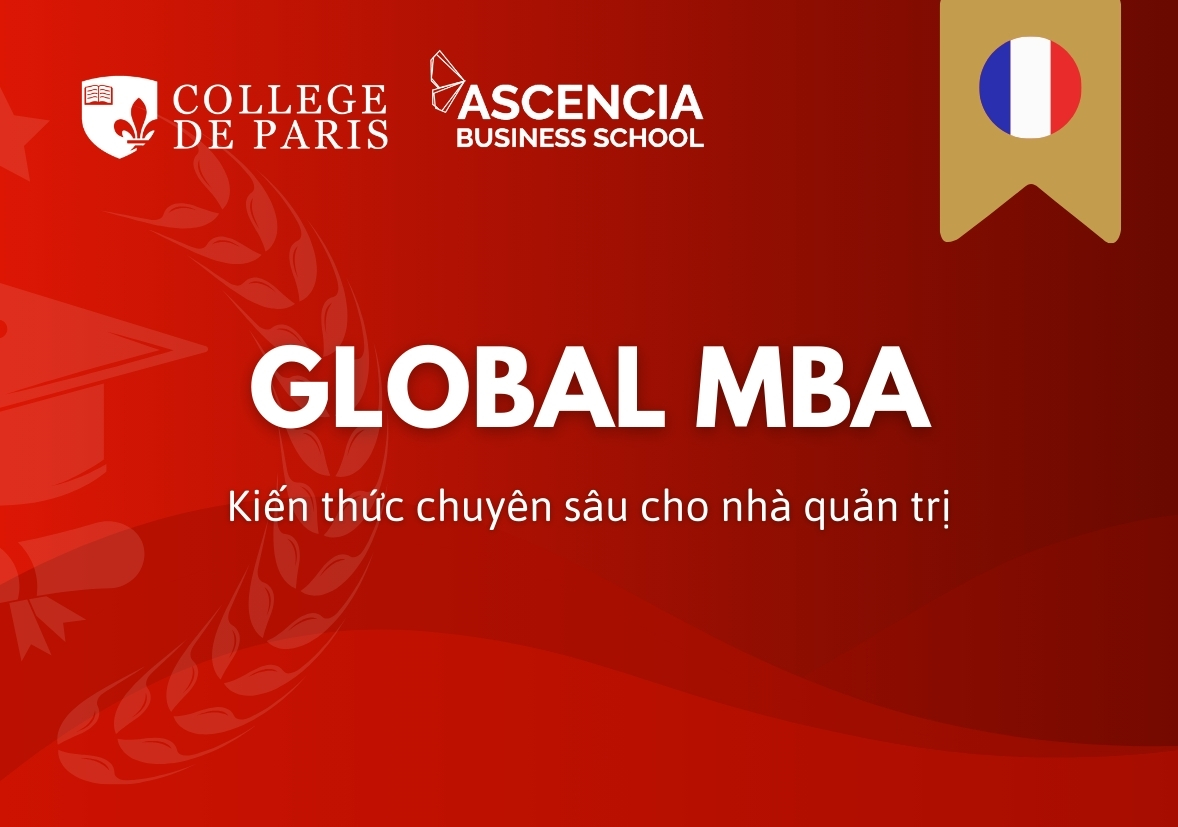 COLLEGE
DE PARIS
ASCENCIA
BUSINESS SCHOOL
GLOBAL MBA
Kiến thức chuyên sâu cho nhà quản trị